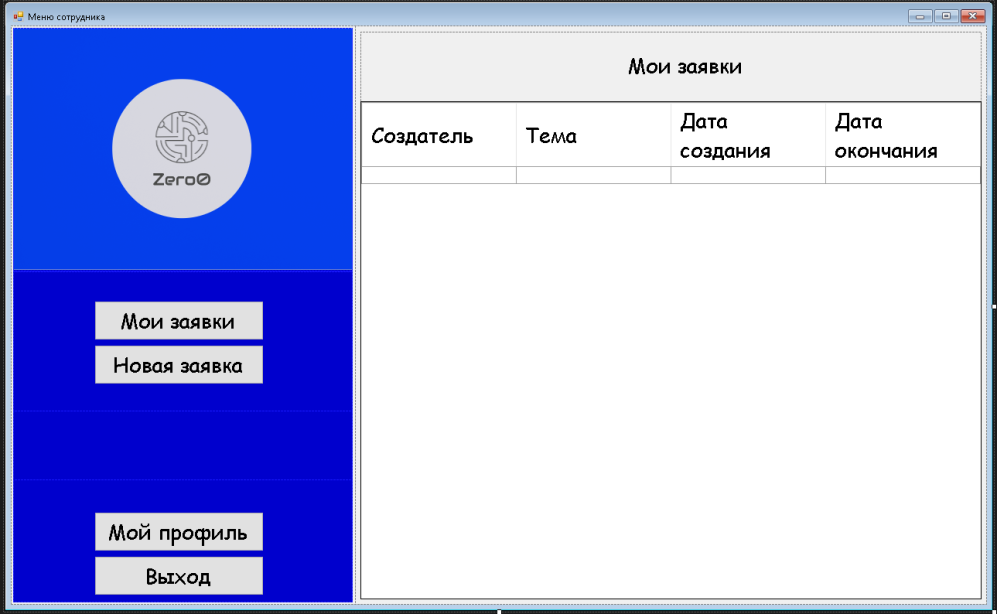 Меню сотрудника
Zero0
Мои заявки
Новая заявка
Мой профиль
Выход
Мои заявки
Создатель
Тема
Дата
создания
Дата
окончания